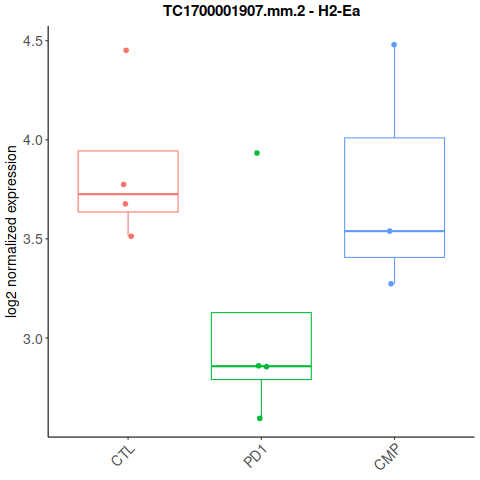 TC1700001907.mm.2 - H2-Ea
log2 normalized expression
4.5
4.0
3.5
3.0
CTL
PD1
CMP